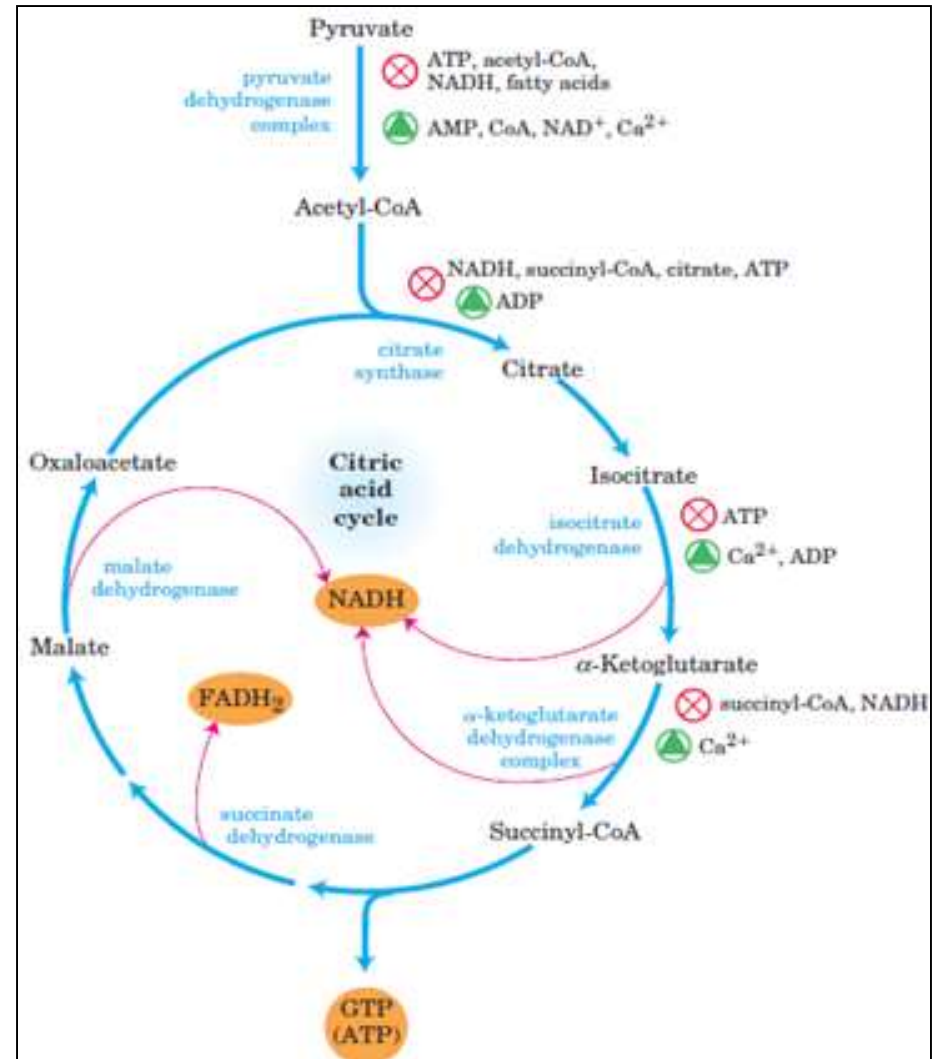 Pyruvate
pyruvate
dehydrogenase
complex
ATP, acetyl-CoA,
NADH, fatty acids
AMP, CoA, NAD⁺, Ca²⁺
Acetyl-CoA
NADH, succinyl-CoA, citrate, ATP
ADP
citrate
synthase
Citrate
Oxaloacetate
Citric
acid
cycle
Isocitrate
isocitrate
dehydrogenase
ATP
Ca²⁺, ADP
malate
dehydrogenase
NADH
Malate
α-Ketoglutarate
FADH₂
α-ketoglutarate
dehydrogenase
complex
succinyl-CoA, NADH
Ca²⁺
succinate
dehydrogenase
Succinyl-CoA
GTP
(ATP)